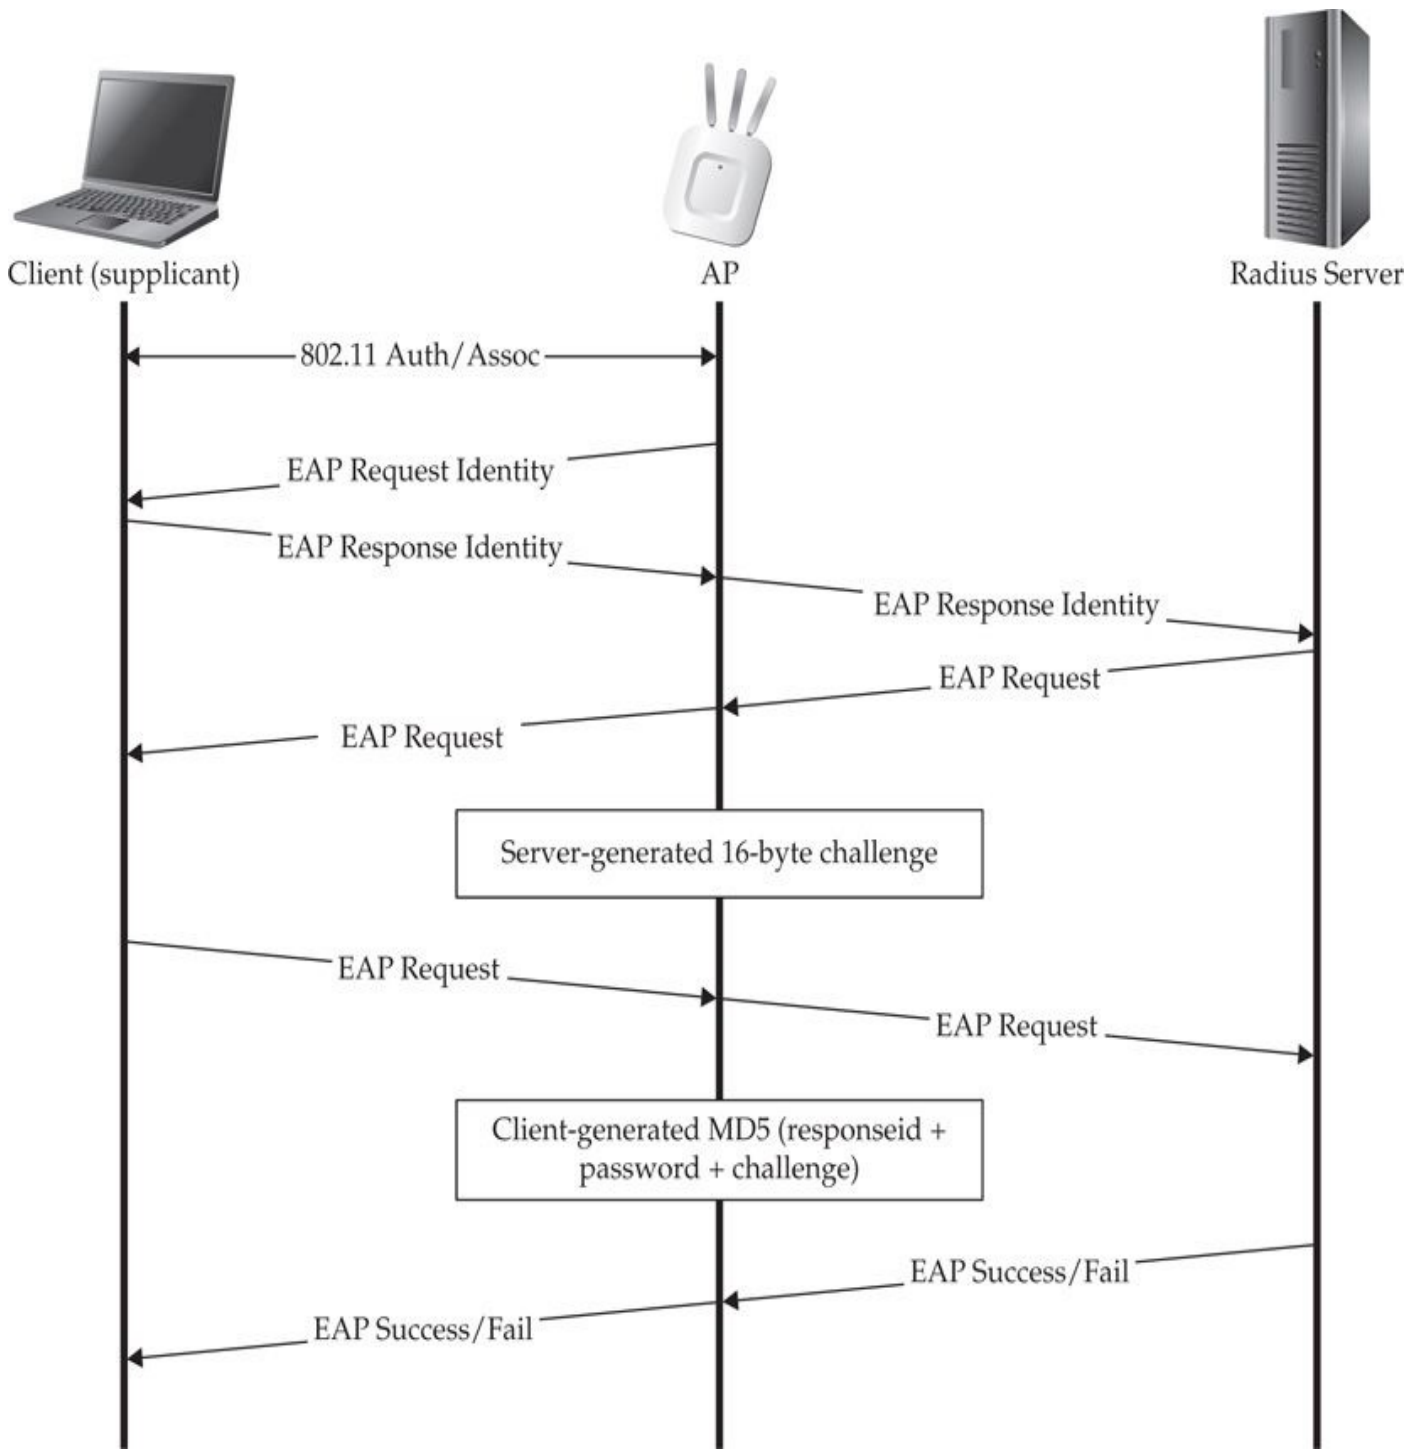 Client (supplicant)
AP
Radius Server
802.11 Auth/Assoc
EAP Request Identity
EAP Response Identity
EAP Response Identity
EAP Request
EAP Request
Server-generated 16-byte challenge
EAP Request
EAP Request
Client-generated MD5 (responseid +
password + challenge)
EAP Success/Fail
EAP Success/Fail